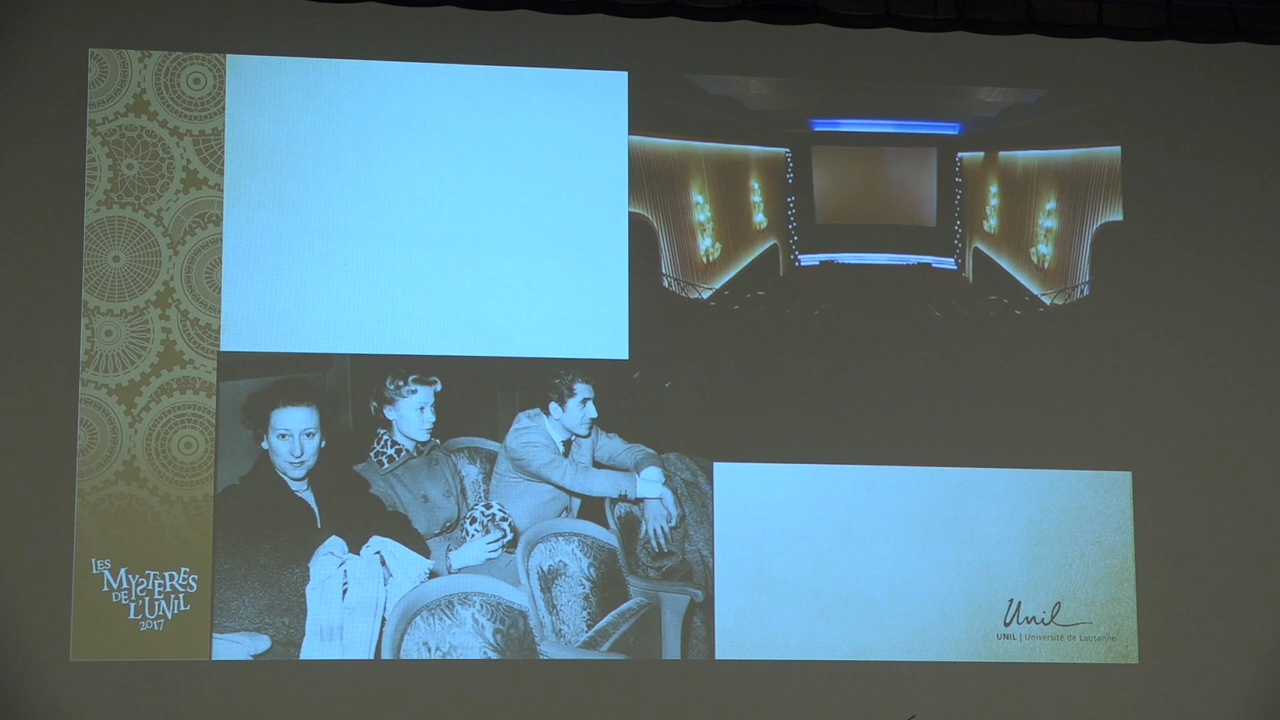 LES
MYSTÈRES
DE L'UNIL
2017
Unil
UNIL | Université de Lausanne